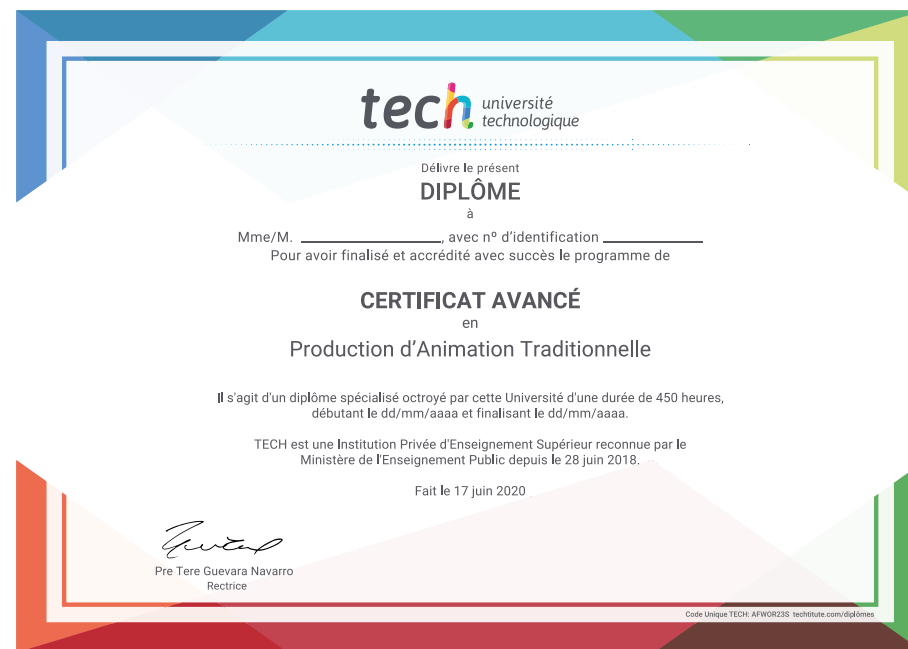 tech université
technologique
Délivre le présent
DIPLÔME
à
Mme/M. ____________________, avec nº d'identification ______________
Pour avoir finalisé et accrédité avec succès le programme de
CERTIFICAT AVANCÉ
en
Production d'Animation Traditionnelle
Il s'agit d'un diplôme spécialisé octroyé par cette Université d'une durée de 450 heures,
débutant le dd/mm/aaaa et finalisant le dd/mm/aaaa.
TECH est une Institution Privée d'Enseignement Supérieur reconnue par le
Ministère de l'Enseignement Public depuis le 28 juin 2018.
Fait le 17 juin 2020
Pre Tere Guevara Navarro
Rectrice
Code Unique TECH: AFWOR23S techtitute.com/diplômes